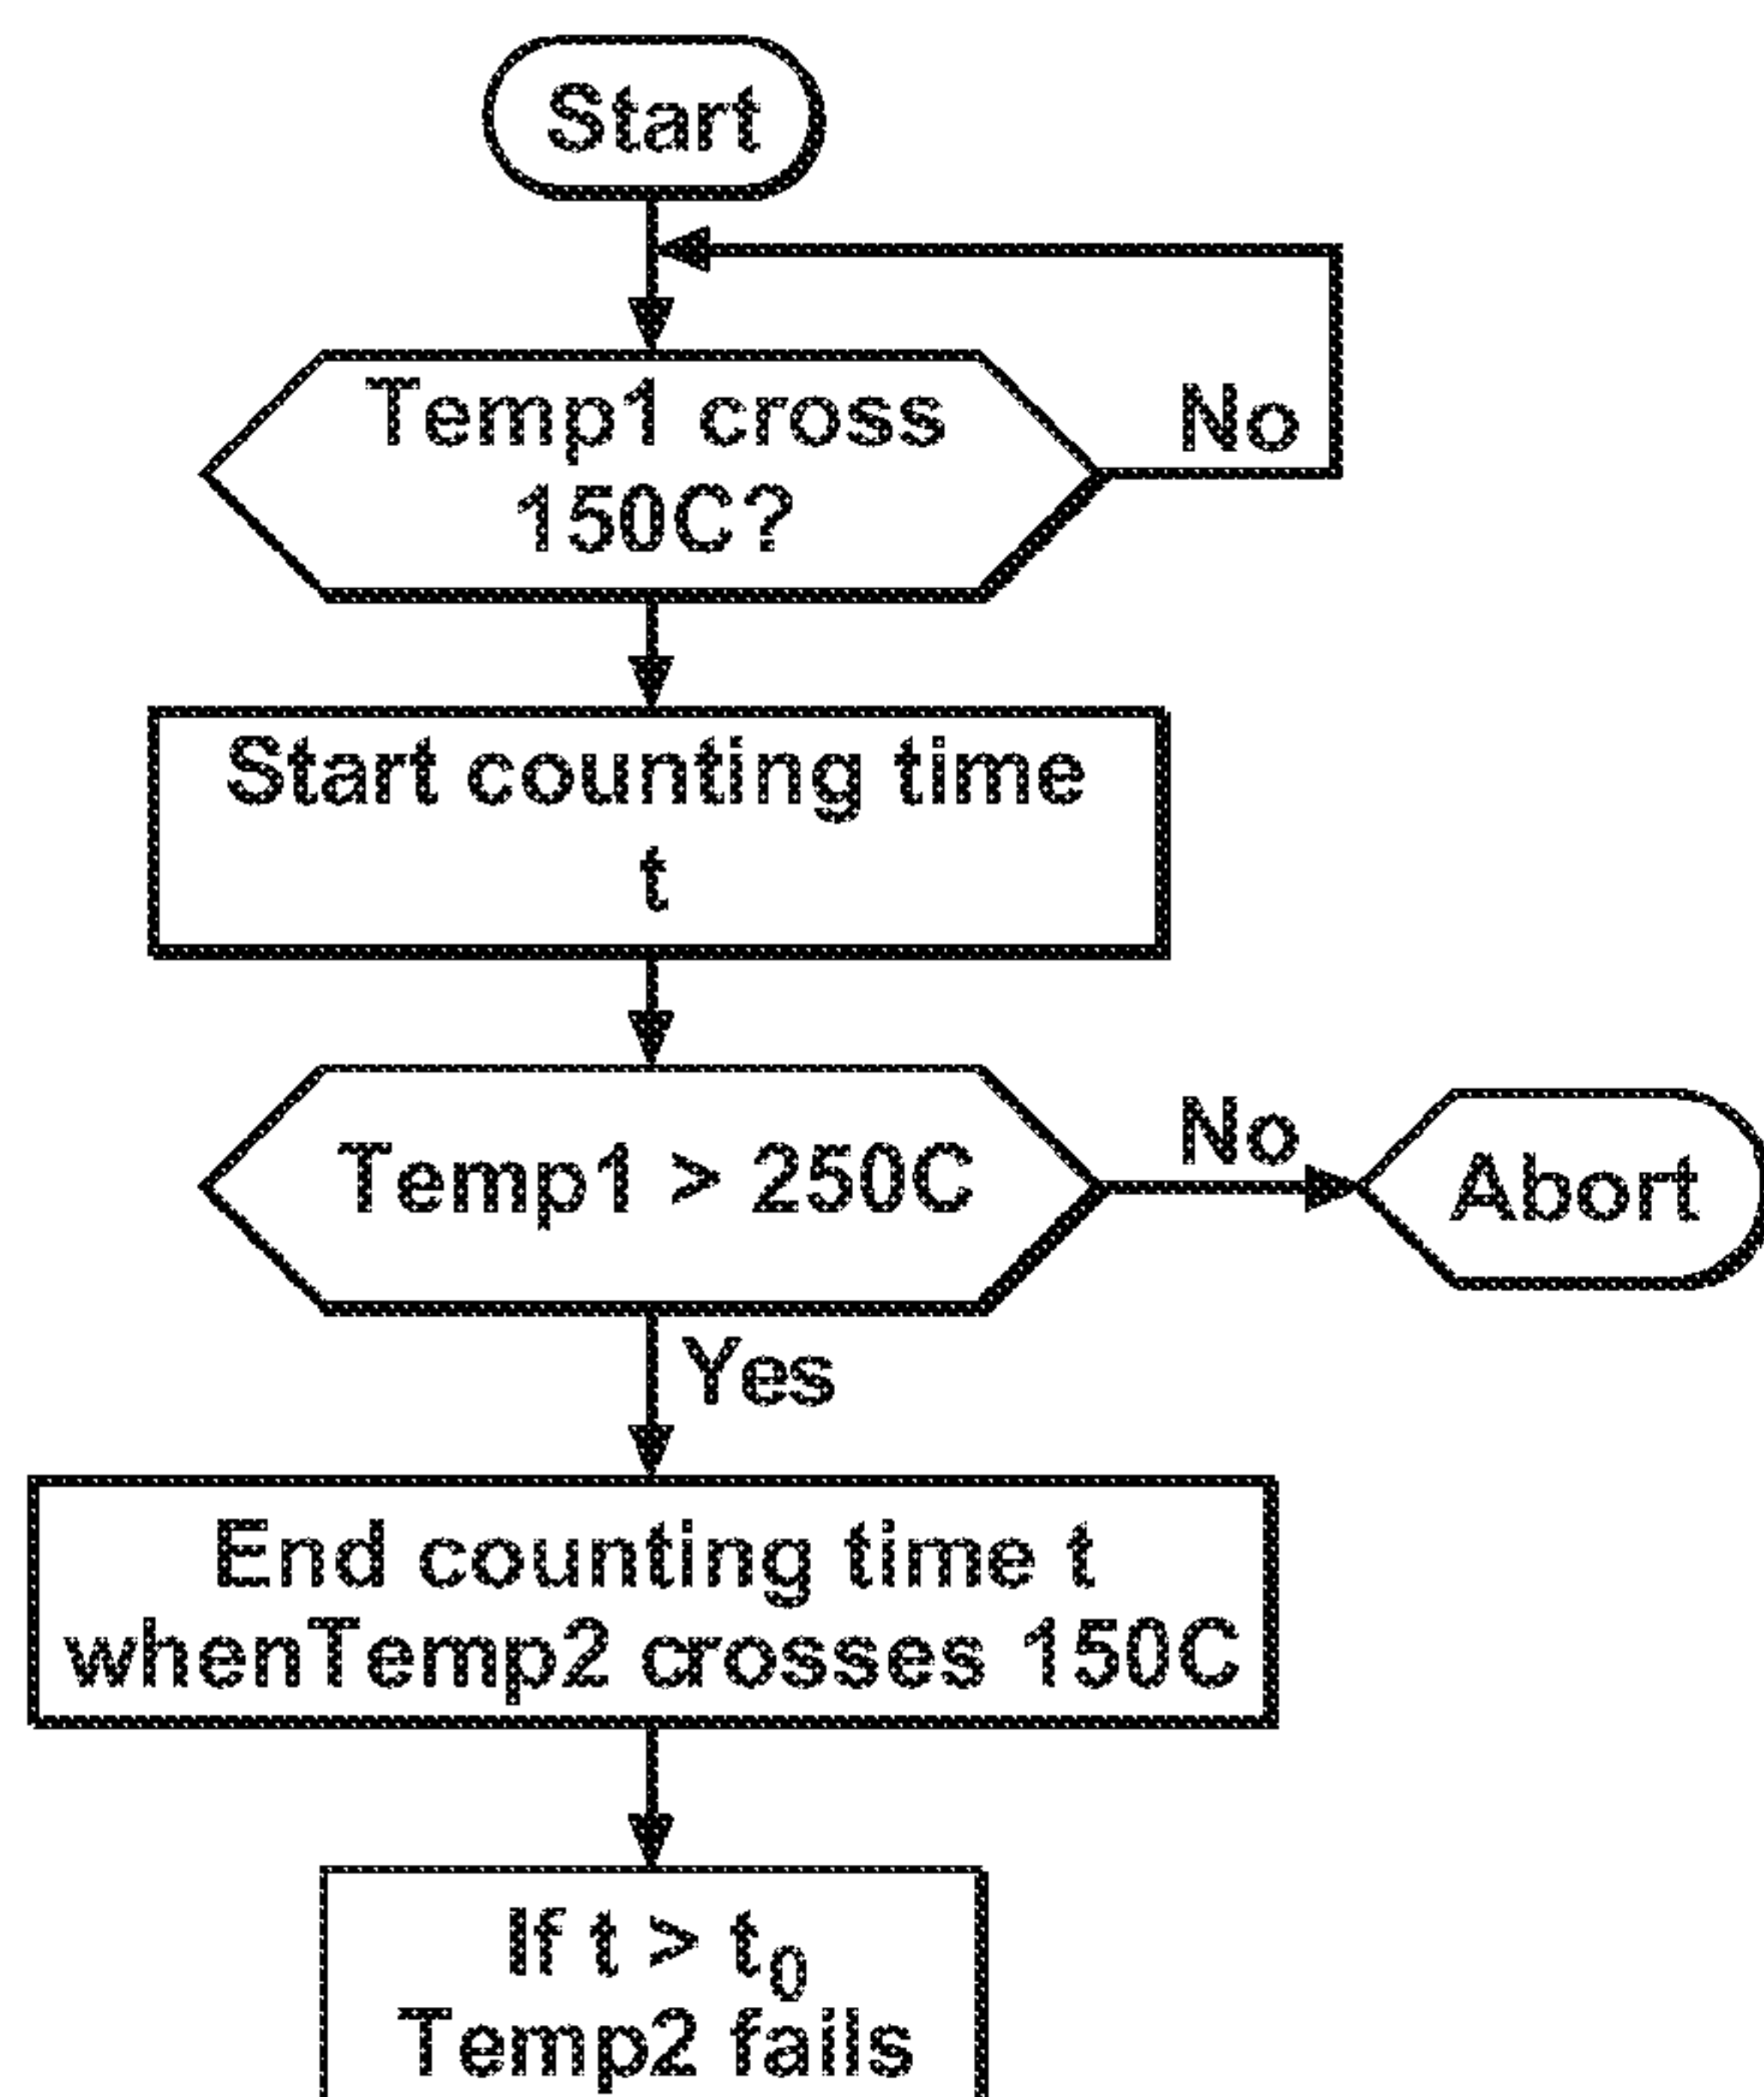 Start
Temp1 cross
150C?
No
Start counting time
t
Temp1 > 250C
No
Abort
Yes
End counting time t
whenTemp2 crosses 150C
If t > t₀
Temp2 fails